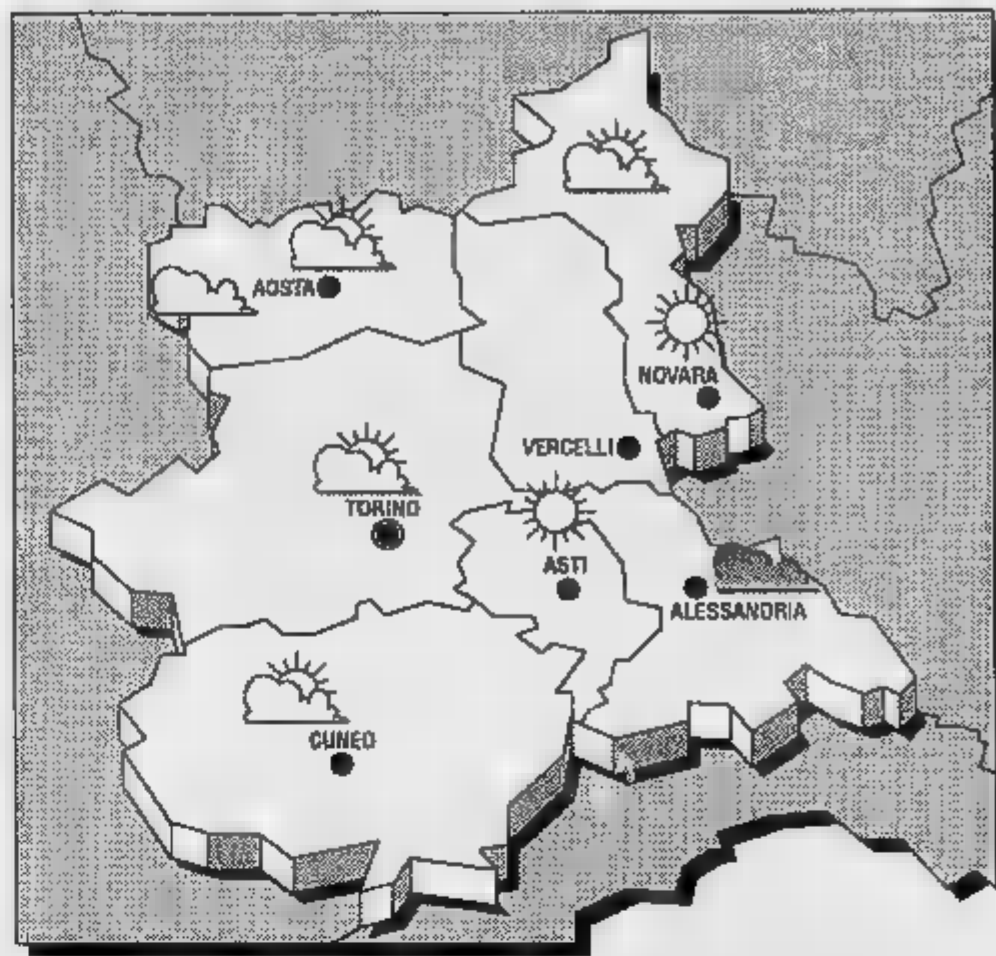 AOSTA
NOVARA
VERCELLI
TORINO
ASTI
ALESSANDRIA
CUNEO